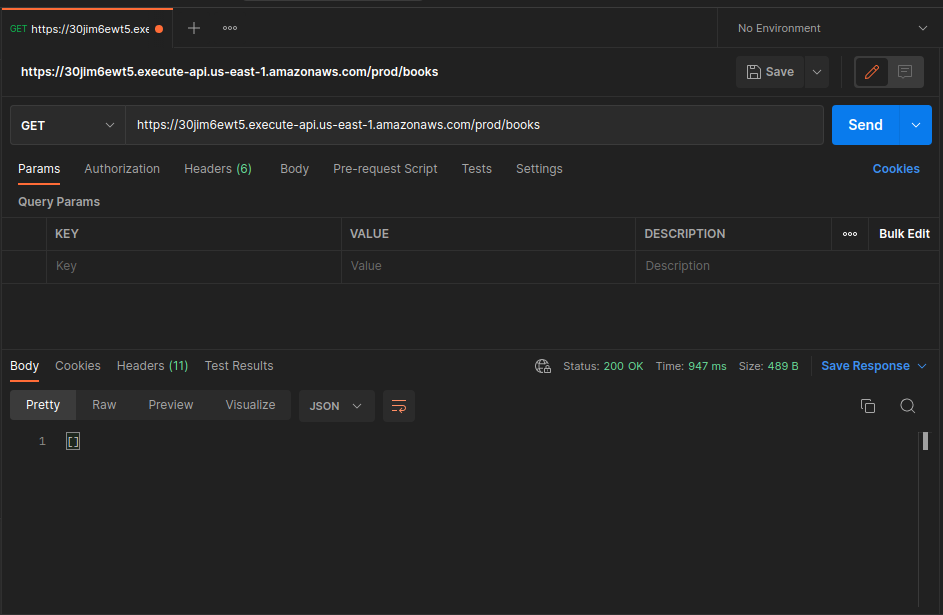 GET https://30jim6ewt5.exe
No Environment
https://30jim6ewt5.execute-api.us-east-1.amazonaws.com/prod/books
Save
GET
https://30jim6ewt5.execute-api.us-east-1.amazonaws.com/prod/books
Send
Params Authorization Headers (6) Body Pre-request Script Tests Settings Cookies
Query Params
KEY VALUE DESCRIPTION Bulk Edit
Key Value Description
Body Cookies Headers (11) Test Results Status: 200 OK Time: 947 ms Size: 489 B Save Response
Pretty Raw Preview Visualize JSON
1 []